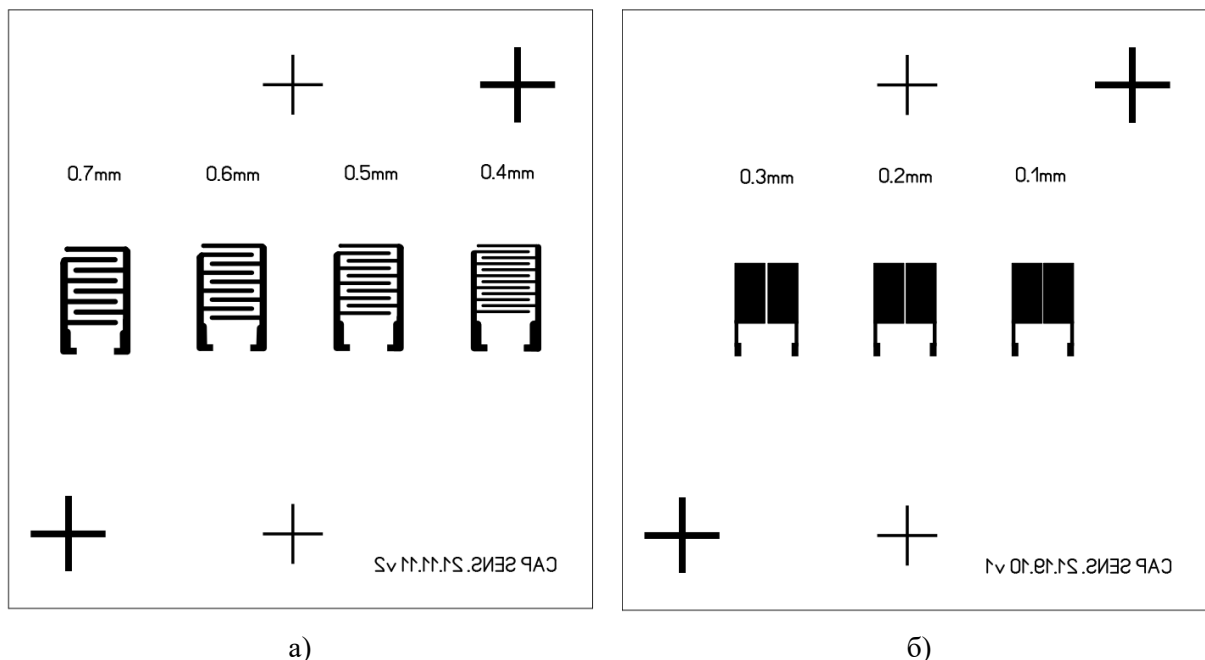 0.7mm 0.6mm 0.5mm 0.4mm
CAP SENS. 21.11.11 v2
а)
0.3mm 0.2mm 0.1mm
CAP SENS. 21.19.10 v1
б)